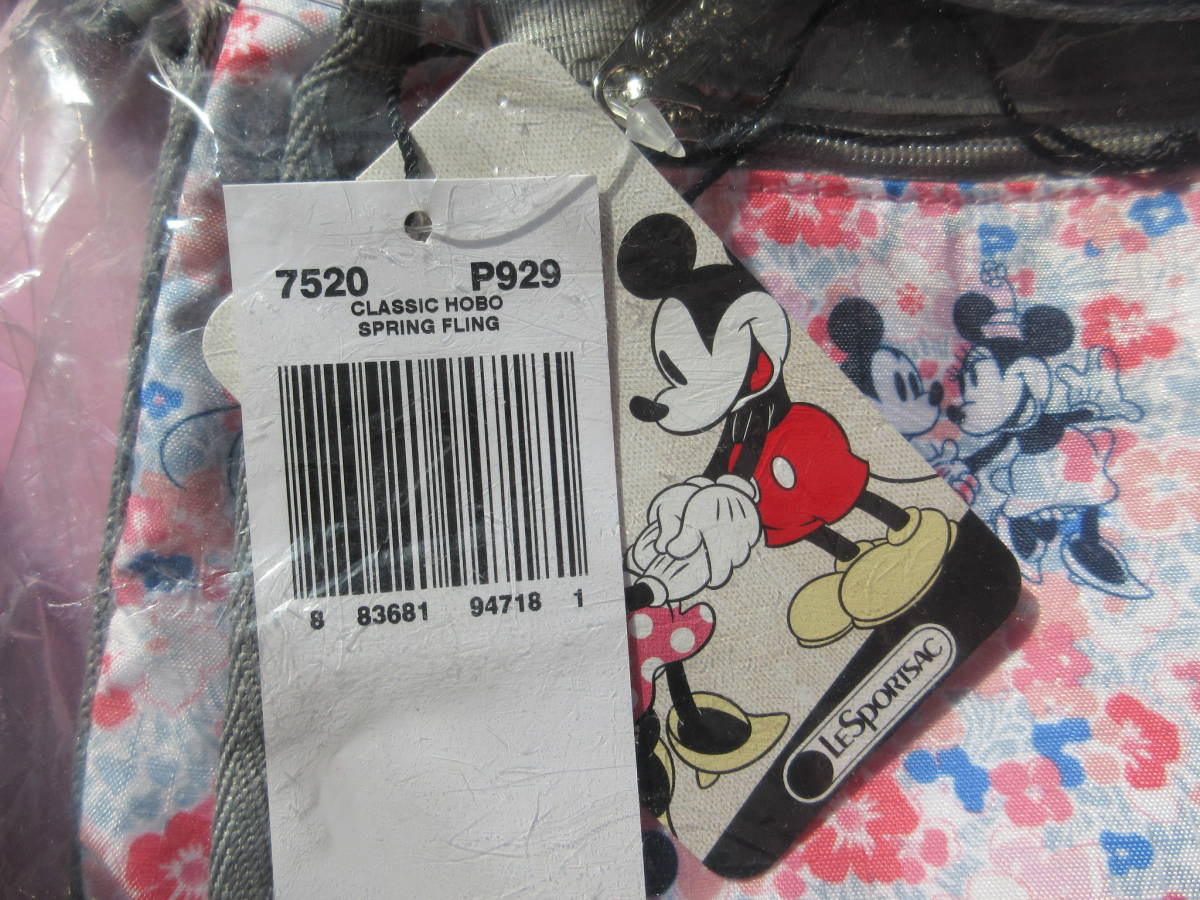 7520 P929
CLASSIC HOBO
SPRING FLING
8 83681 94718 1
LESPORTSAC